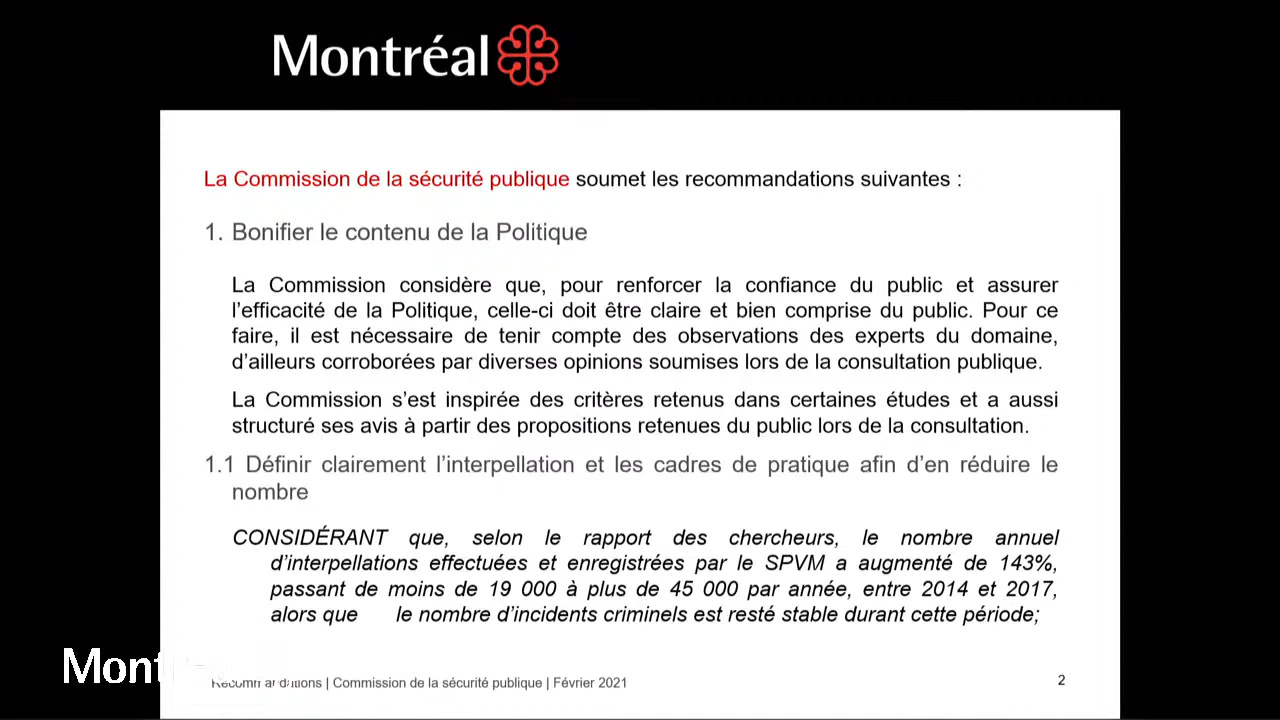 Montréal
La Commission de la sécurité publique soumet les recommandations suivantes :
1. Bonifier le contenu de la Politique
La Commission considère que, pour renforcer la confiance du public et assurer
l’efficacité de la Politique, celle-ci doit être claire et bien comprise du public. Pour ce
faire, il est nécessaire de tenir compte des observations des experts du domaine,
d’ailleurs corroborées par diverses opinions soumises lors de la consultation publique.
La Commission s’est inspirée des critères retenus dans certaines études et a aussi
structuré ses avis à partir des propositions retenues du public lors de la consultation.
1.1 Définir clairement l’interpellation et les cadres de pratique afin d’en réduire le
nombre
CONSIDÉRANT que, selon le rapport des chercheurs, le nombre annuel
d’interpellations effectuées et enregistrées par le SPVM a augmenté de 143%,
passant de moins de 19 000 à plus de 45 000 par année, entre 2014 et 2017,
alors que le nombre d’incidents criminels est resté stable durant cette période;
Recommandations | Commission de la sécurité publique | Février 2021
2